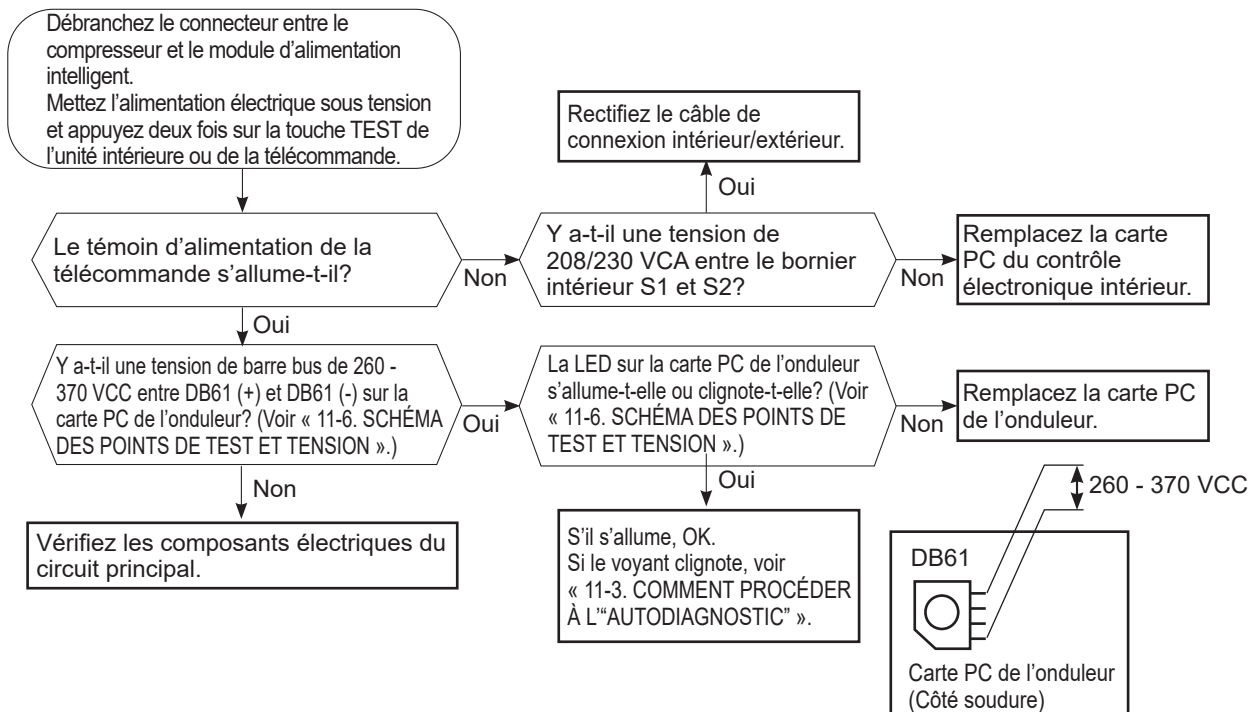 Débranchez le connecteur entre le
compresseur et le module d'alimentation
intelligent.
Mettez l'alimentation électrique sous tension
et appuyez deux fois sur la touche TEST de
l'unité intérieure ou de la télécommande.
Rectifiez le câble de
connexion intérieur/extérieur.
Oui
Le témoin d'alimentation de la
télécommande s'allume-t-il?
Non
Y a-t-il une tension de
208/230 VCA entre le bornier
intérieur S1 et S2?
Non
Remplacez la carte
PC du contrôle
électronique intérieur.
Oui
Y a-t-il une tension de barre bus de 260 -
370 VCC entre DB61 (+) et DB61 (-) sur la
carte PC de l'onduleur? (Voir « 11-6. SCHÉMA
DES POINTS DE TEST ET TENSION ».)
Oui
La LED sur la carte PC de l'onduleur
s'allume-t-elle ou clignote-t-elle? (Voir
« 11-6. SCHÉMA DES POINTS DE
TEST ET TENSION ».)
Non
Remplacez la carte PC
de l'onduleur.
Non
Vérifiez les composants électriques du
circuit principal.
Oui
S'il s'allume, OK.
Si le voyant clignote, voir
« 11-3. COMMENT PROCÉDER
À L'“AUTODIAGNOSTIC” ».
260 - 370 VCC
DB61
Carte PC de l'onduleur
(Côté soudure)